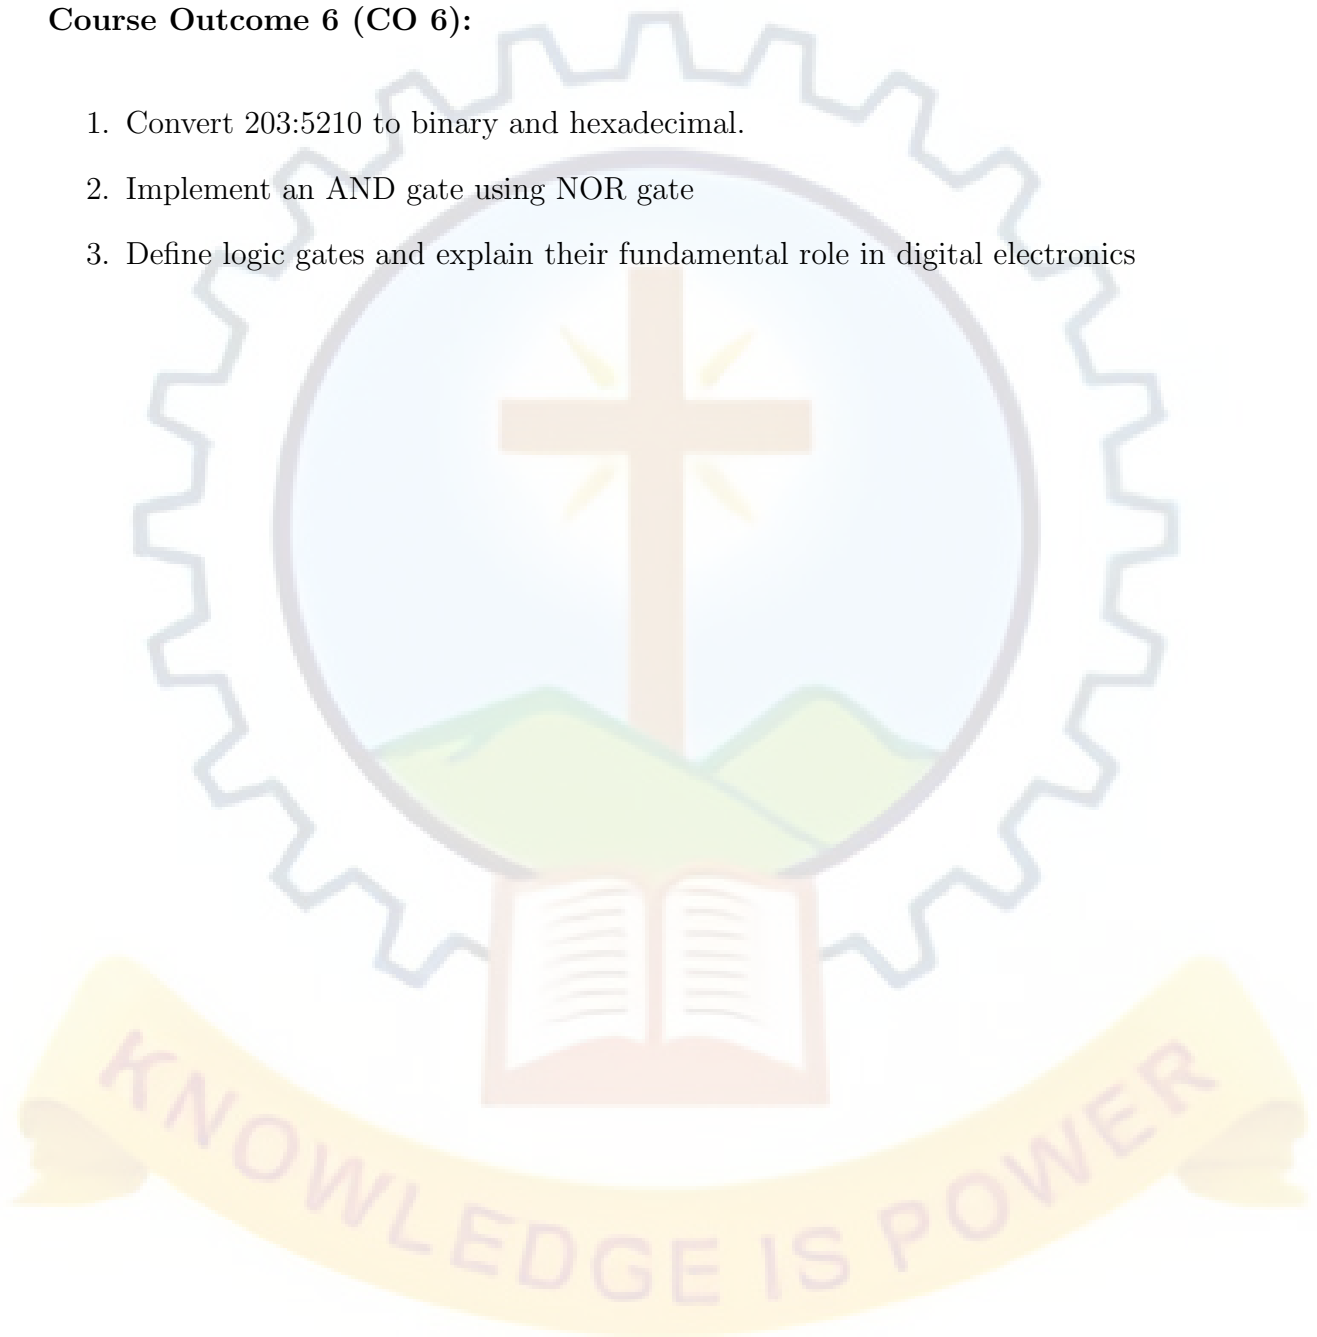 Course Outcome 6 (CO 6):
1. Convert 203:5210 to binary and hexadecimal.
2. Implement an AND gate using NOR gate
3. Define logic gates and explain their fundamental role in digital electronics
KNOWLEDGE IS POWER